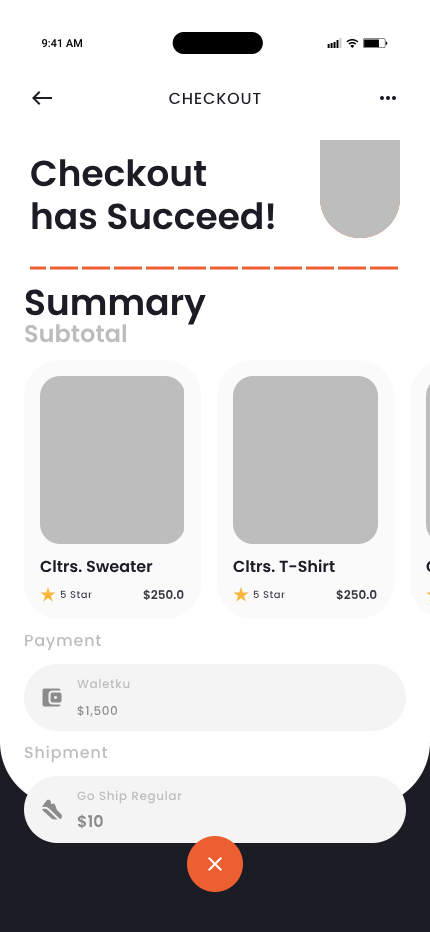 9:41 AM
CHECKOUT
Checkout
has Succeed!
Summary
Subtotal
Cltrs. Sweater
5 Star $250.0
Cltrs. T-Shirt
5 Star $250.0
Payment
Waletku
$1,500
Shipment
Go Ship Regular
$10